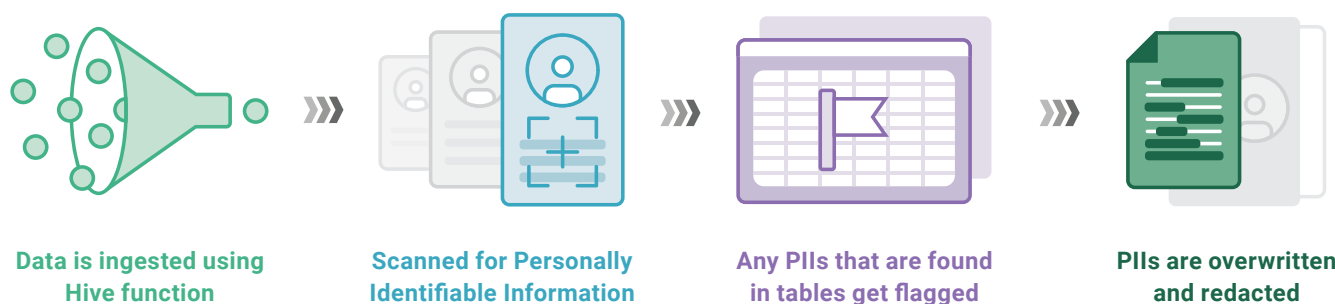 Data is ingested using
Hive function
Scanned for Personally
Identifiable Information
Any PIIs that are found
in tables get flagged
PIIs are overwritten
and redacted